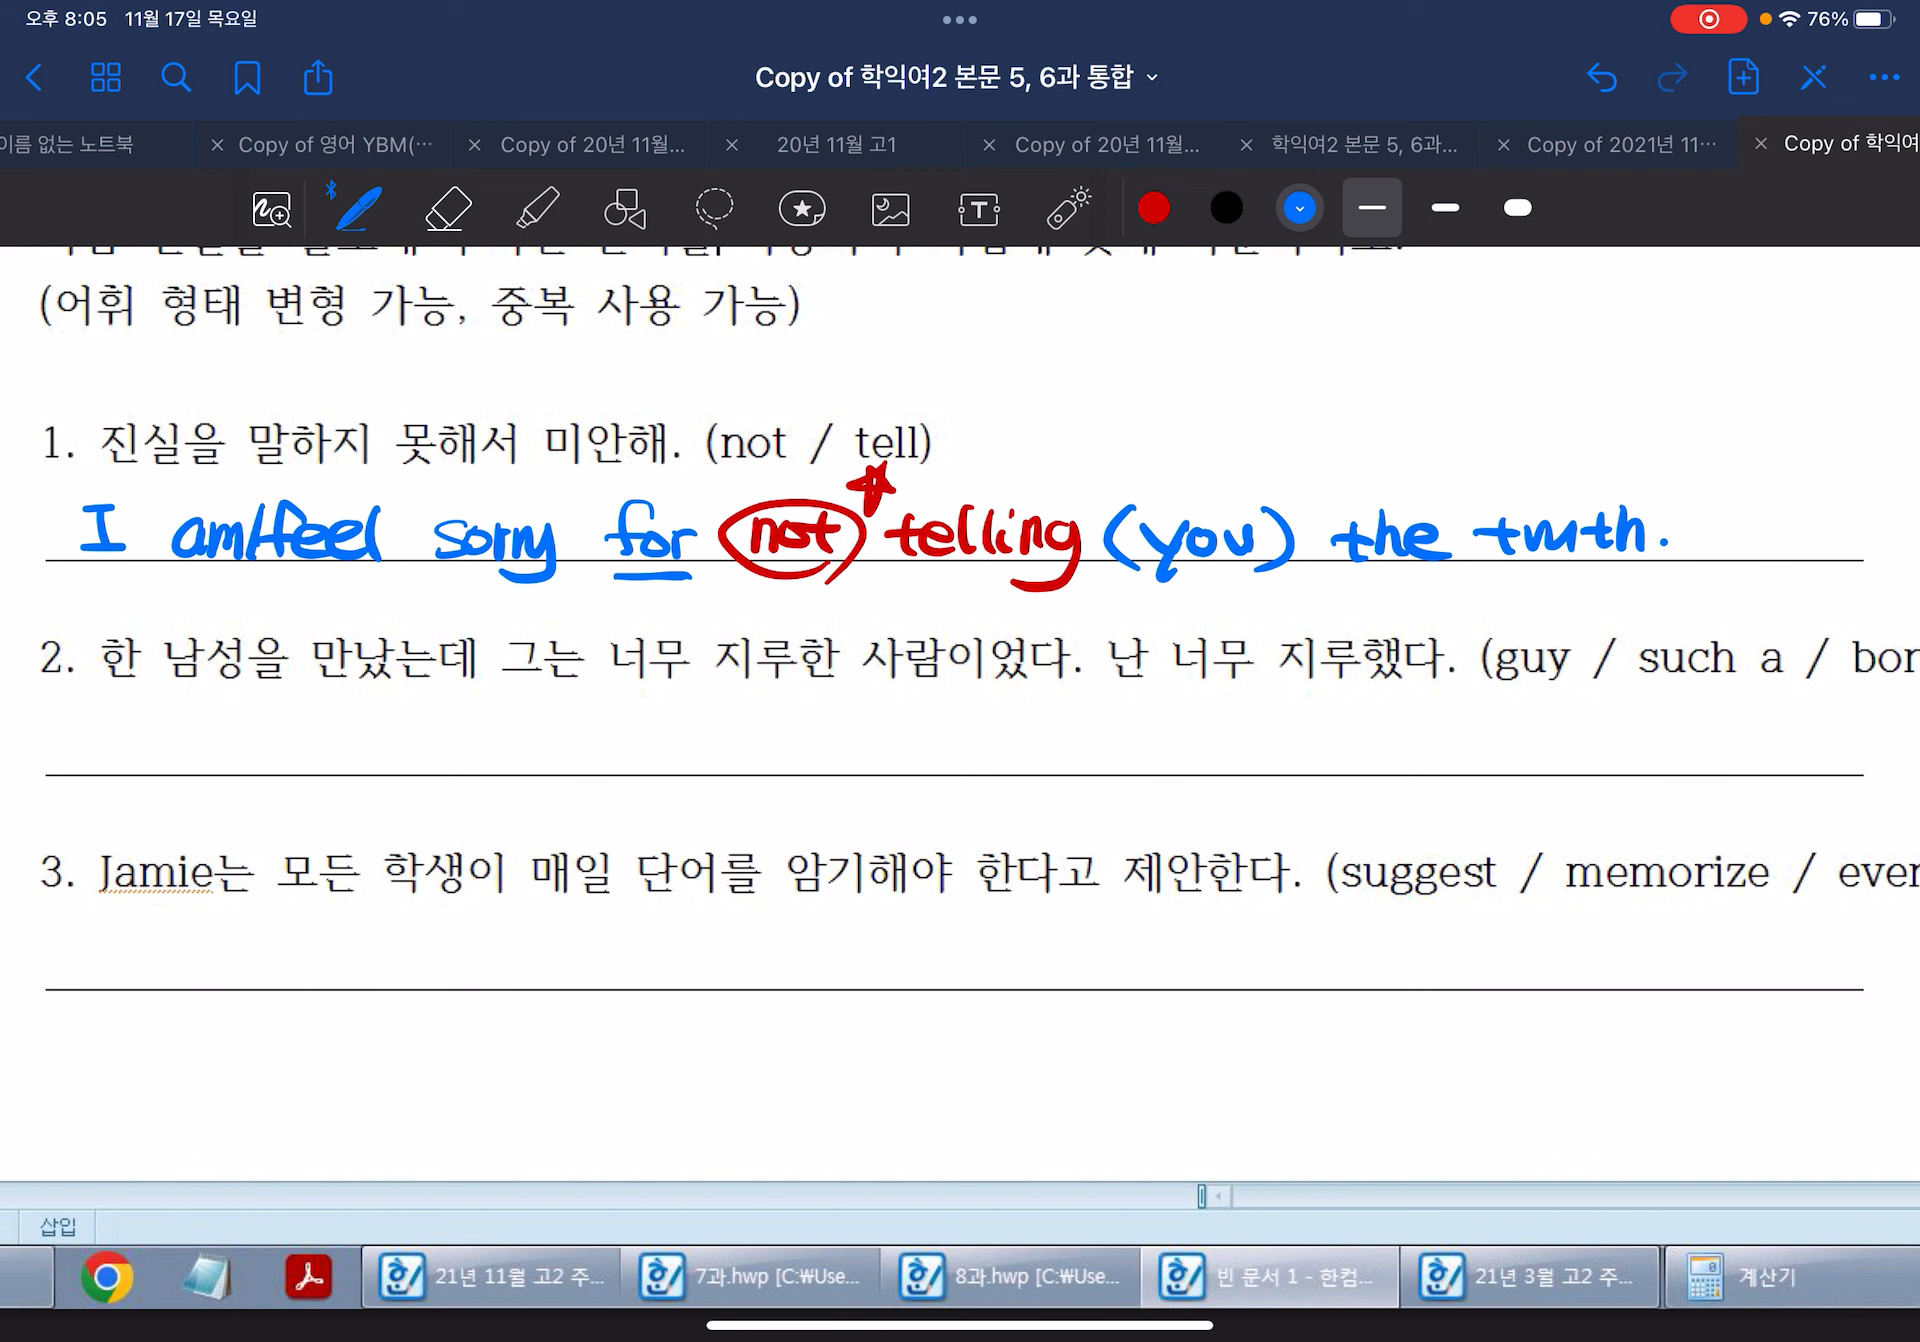 오후 8:05 11월 17일 목요일 76%
Copy of 학익여2 본문 5, 6과 통합
이름 없는 노트북 × Copy of 영어 YBM(··· × Copy of 20년 11월... × 20년 11월 고1 × Copy of 20년 11월... × 학익여2 본문 5, 6과... × Copy of 2021년 11··· × Copy of 학익여
(어휘 형태 변형 가능, 중복 사용 가능)
1. 진실을 말하지 못해서 미안해. (not / tell)
I am/feel sorry for not telling (you) the truth.
2. 한 남성을 만났는데 그는 너무 지루한 사람이었다. 난 너무 지루했다. (guy / such a / bor
3. Jamie는 모든 학생이 매일 단어를 암기해야 한다고 제안한다. (suggest / memorize / ever
삽입
21년 11월 고2 주... 7과.hwp [C:₩Use... 8과.hwp [C:₩Use... 빈 문서 1 - 한컴... 21년 3월 고2 주... 계산기